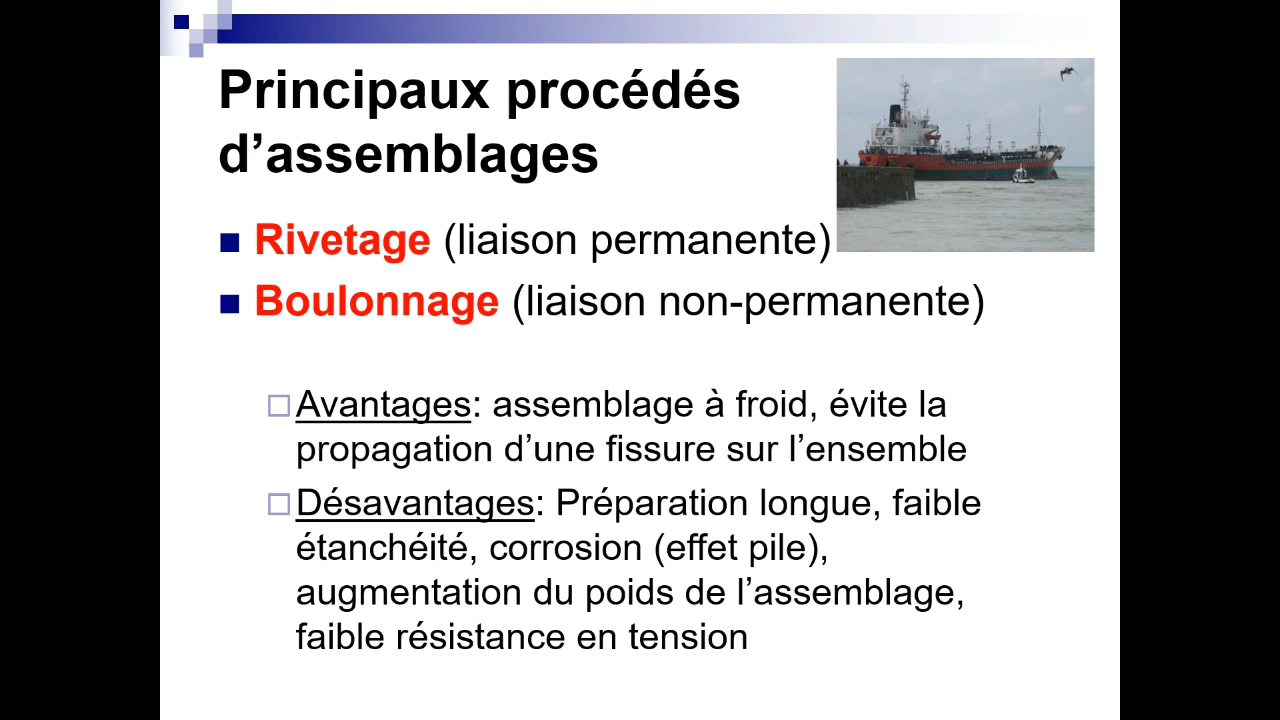 Principaux procédés
d’assemblages
Rivetage (liaison permanente)
Boulonnage (liaison non-permanente)
Avantages: assemblage à froid, évite la
propagation d’une fissure sur l’ensemble
Désavantages: Préparation longue, faible
étanchéité, corrosion (effet pile),
augmentation du poids de l’assemblage,
faible résistance en tension